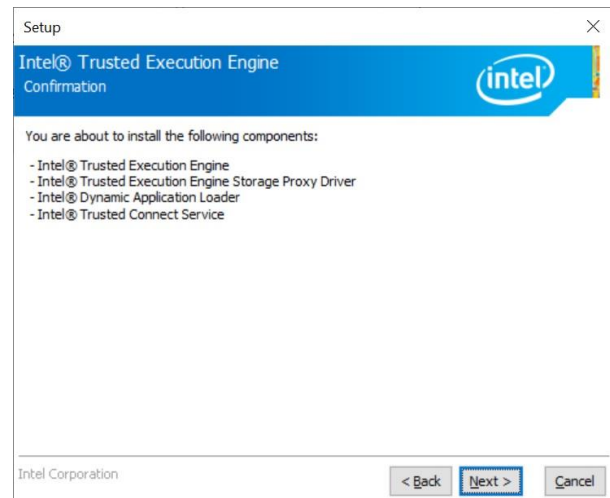 Setup
Intel® Trusted Execution Engine
Confirmation
intel
You are about to install the following components:
- Intel® Trusted Execution Engine
- Intel® Trusted Execution Engine Storage Proxy Driver
- Intel® Dynamic Application Loader
- Intel® Trusted Connect Service
Intel Corporation
< Back
Next >
Cancel